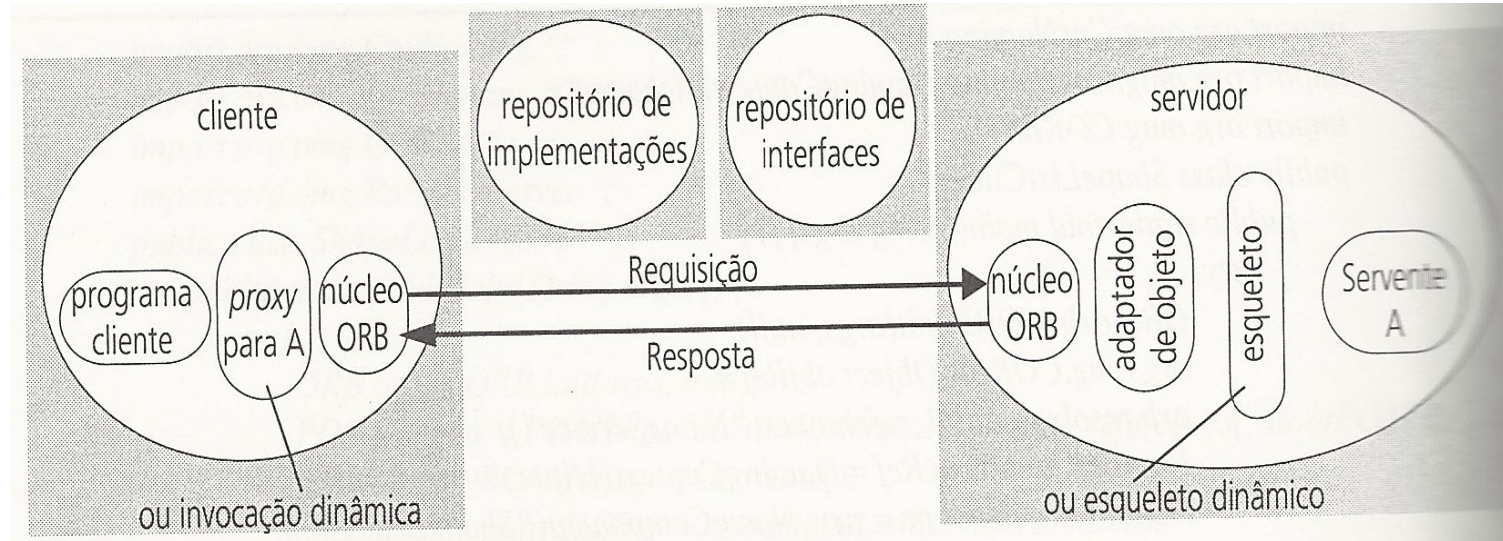 cliente
programa
cliente
proxy
para A
núcleo
ORB
ou invocação dinâmica
repositório de
implementações
repositório de
interfaces
Requisição
Resposta
servidor
núcleo
ORB
adaptador
de objeto
esqueleto
Servente
A
ou esqueleto dinâmico